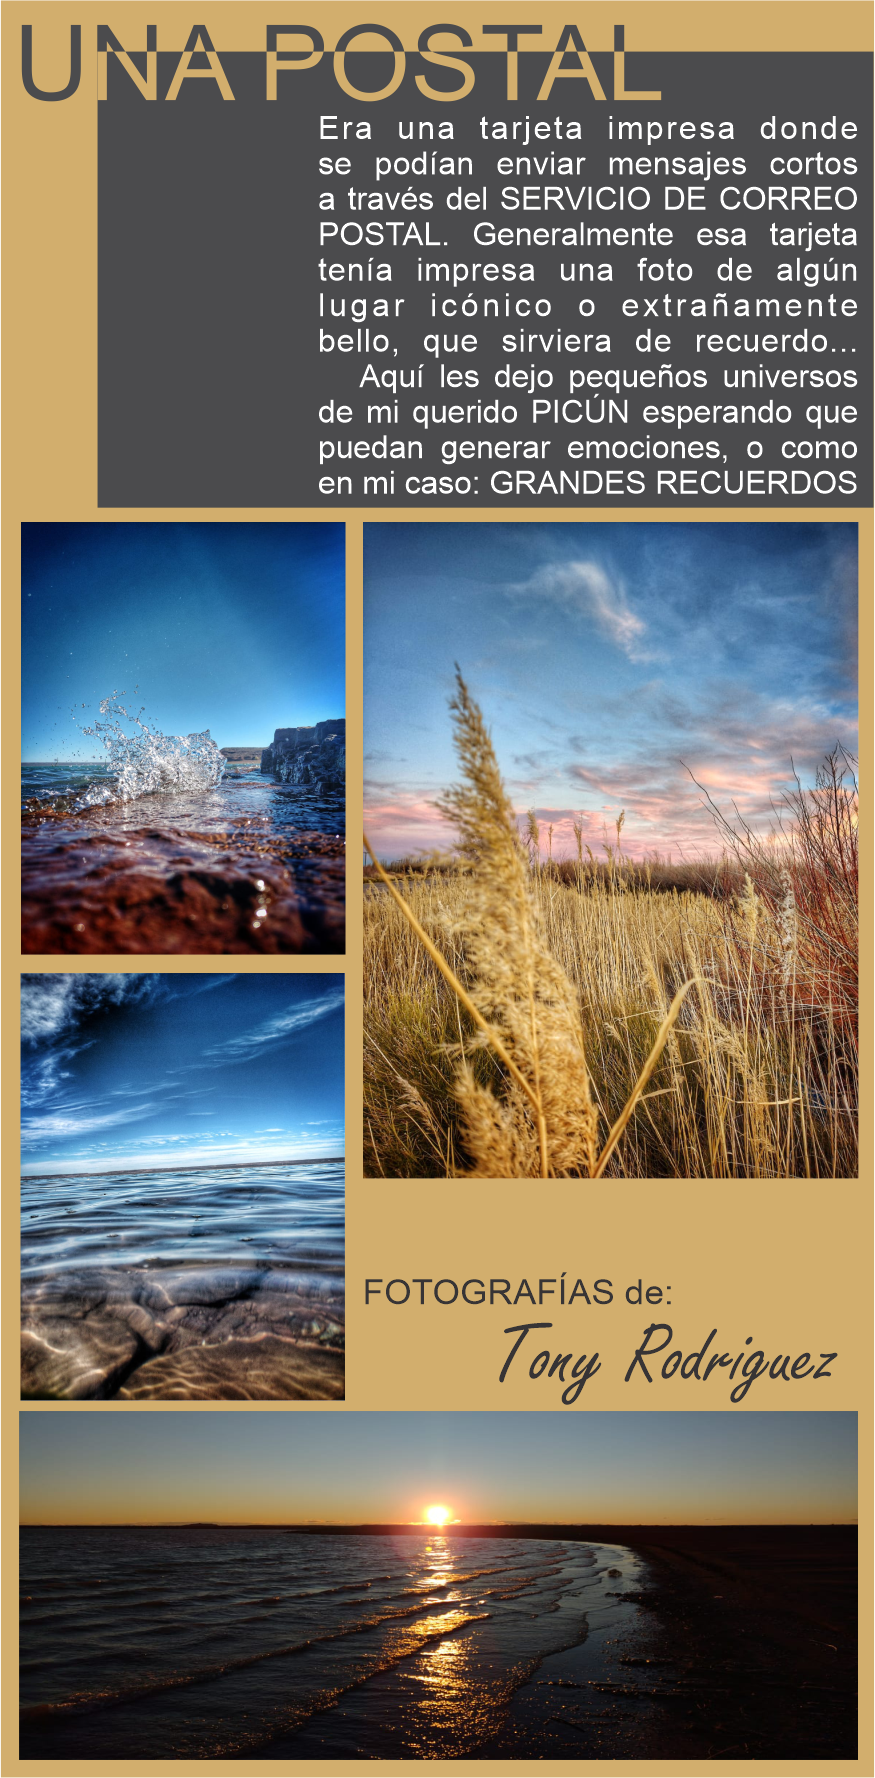 UNA POSTAL
Era una tarjeta impresa donde
se podían enviar mensajes cortos
a través del SERVICIO DE CORREO
POSTAL. Generalmente esa tarjeta
tenía impresa una foto de algún
lugar icónico o extrañamente
bello, que sirviera de recuerdo...
Aquí les dejo pequeños universos
de mi querido PICÚN esperando que
puedan generar emociones, o como
en mi caso: GRANDES RECUERDOS
FOTOGRAFÍAS de:
Tony Rodriguez